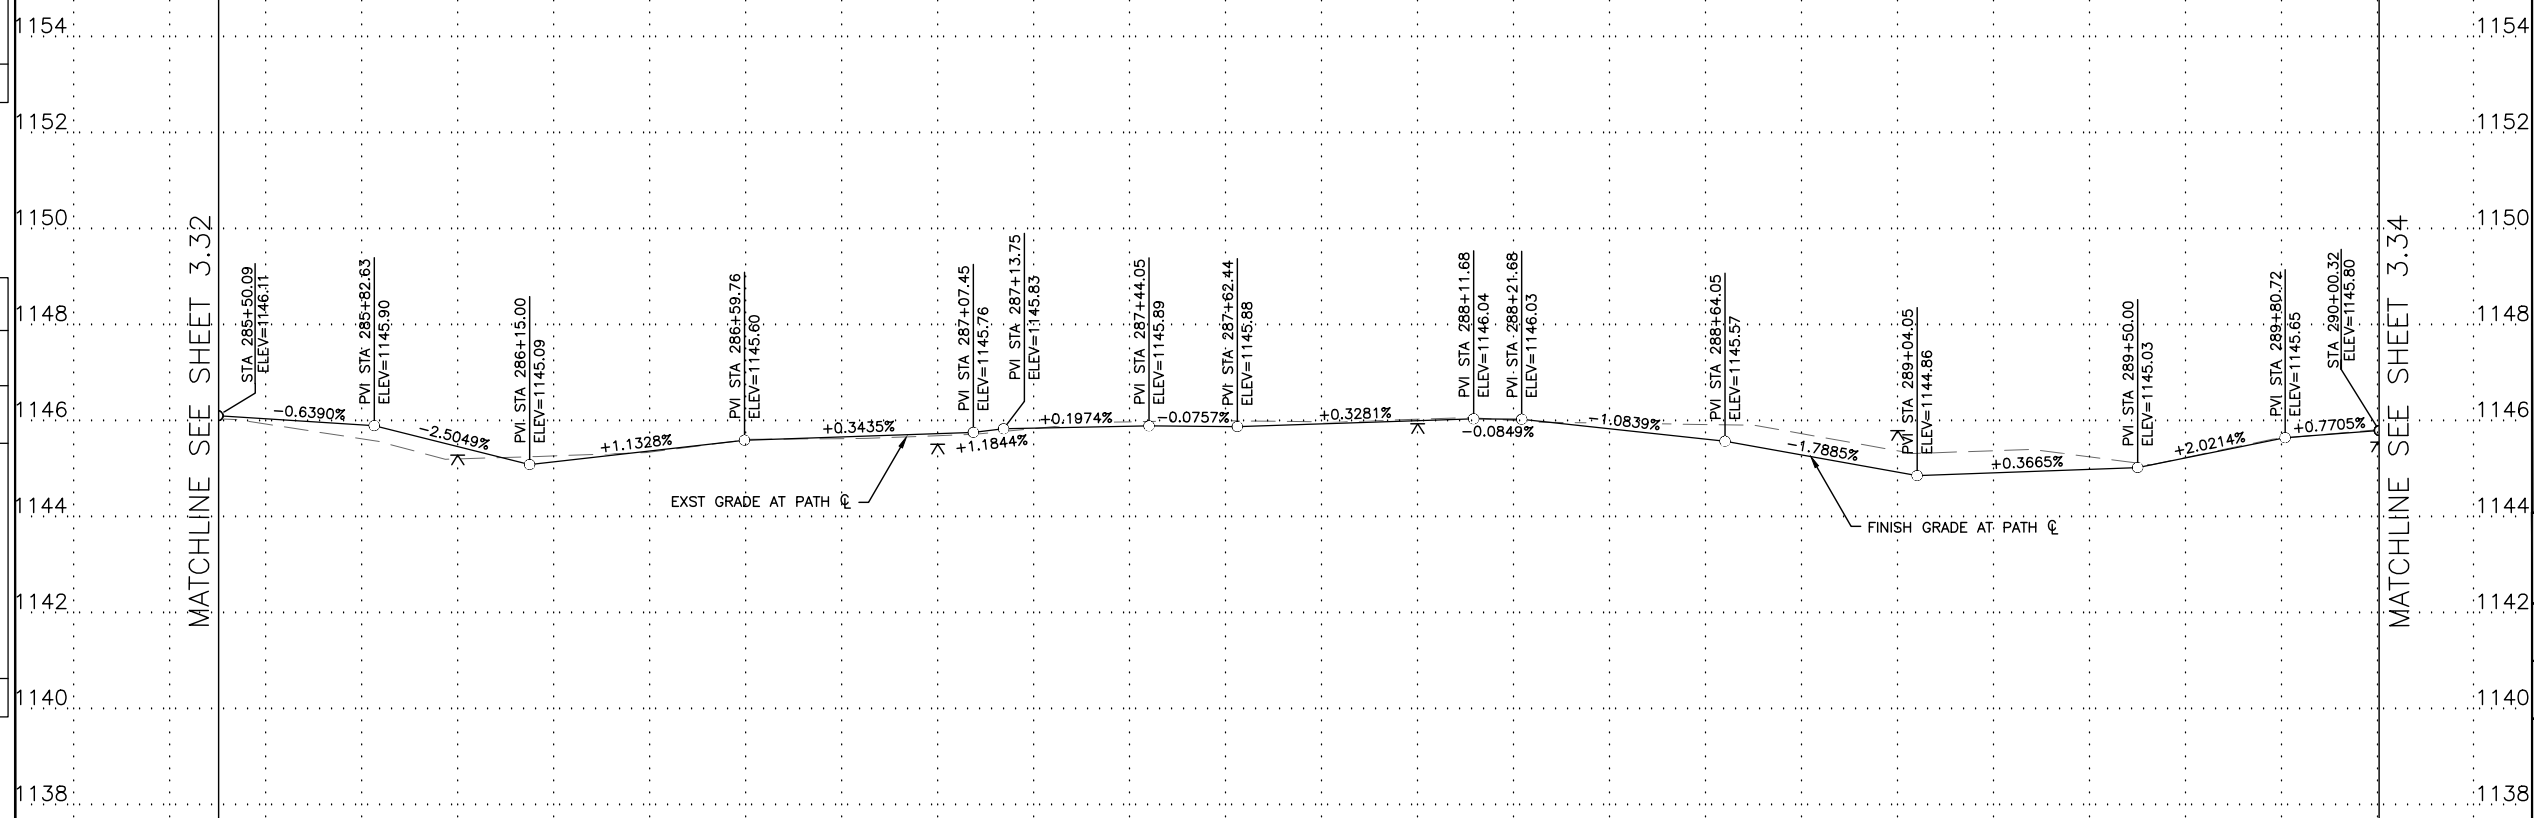 1154
1152
1150
1148
1146
1144
1142
1140
1138
MATCHLINE SEE SHEET 3.32
STA 285+50.09
ELEV=1146.11
-0.6390%
PVI STA 285+82.63
ELEV=1145.90
-2.5049%
PVI STA 286+15.00
ELEV=1145.09
+1.1328%
PVI STA 286+59.76
ELEV=1145.60
+0.3435%
EXST GRADE AT PATH ℄
PVI STA 287+07.45
ELEV=1145.76
+1.1844%
PVI STA 287+13.75
ELEV=1145.83
+0.1974%
PVI STA 287+44.05
ELEV=1145.89
-0.0757%
PVI STA 287+62.44
ELEV=1145.88
+0.3281%
PVI STA 288+11.68
ELEV=1146.04
-0.0849%
PVI STA 288+21.68
ELEV=1146.03
-1.0839%
PVI STA 288+64.05
ELEV=1145.57
-1.7885%
FINISH GRADE AT PATH ℄
PVI STA 289+04.05
ELEV=1144.86
+0.3665%
PVI STA 289+50.00
ELEV=1145.03
+2.0214%
PVI STA 289+80.72
ELEV=1145.65
+0.7705%
STA 290+00.32
ELEV=1145.80
MATCHLINE SEE SHEET 3.34
1154
1152
1150
1148
1146
1144
1142
1140
1138